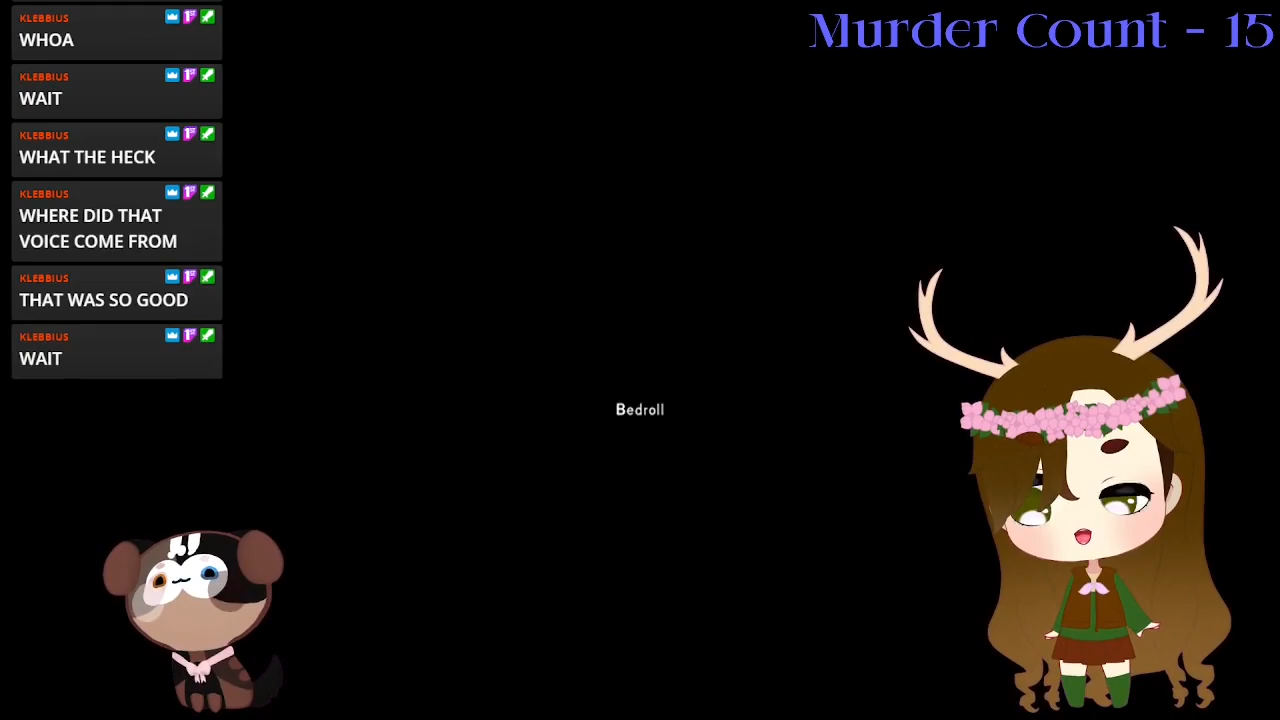 Murder Count - 15
KLEBBIUS
WHOA
KLEBBIUS
WAIT
KLEBBIUS
WHAT THE HECK
KLEBBIUS
WHERE DID THAT
VOICE COME FROM
KLEBBIUS
THAT WAS SO GOOD
KLEBBIUS
WAIT
Bedroll